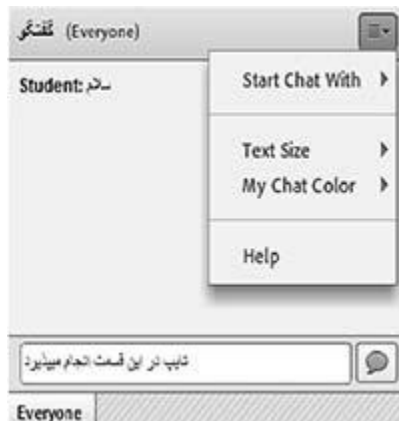 گفتگو (Everyone)
Start Chat With
Student: سلام
Text Size
My Chat Color
Help
تایپ در این قسمت انجام میپذیرد
Everyone